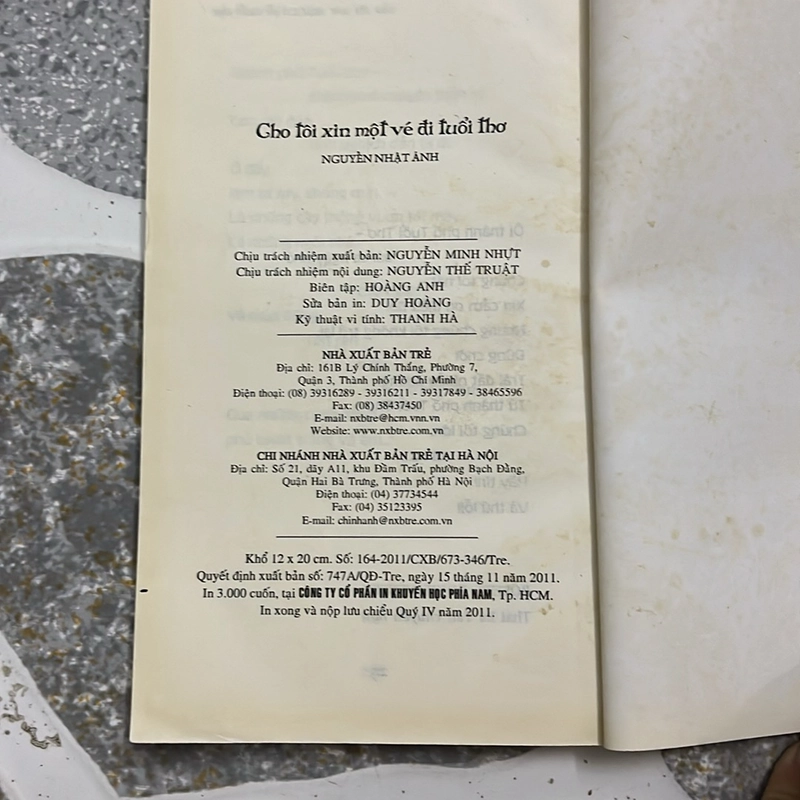 Cho tôi xin một vé đi tuổi thơ
NGUYỄN NHẬT ÁNH
Chịu trách nhiệm xuất bản: NGUYỄN MINH NHỰT
Chịu trách nhiệm nội dung: NGUYỄN THẾ TRUẬT
Biên tập: HOÀNG ANH
Sửa bản in: DUY HOÀNG
Kỹ thuật vi tính: THANH HÀ
NHÀ XUẤT BẢN TRẺ
Địa chỉ: 161B Lý Chính Thắng, Phường 7,
Quận 3, Thành phố Hồ Chí Minh
Điện thoại: (08) 39316289 - 39316211 - 39317849 - 38465596
Fax: (08) 38437450
E-mail: nxbtre@hcm.vnn.vn
Website: www.nxbtre.com.vn
CHI NHÁNH NHÀ XUẤT BẢN TRẺ TẠI HÀ NỘI
Địa chỉ: Số 21, dãy A11, khu Đầm Trấu, phường Bạch Đằng,
Quận Hai Bà Trưng, Thành phố Hà Nội
Điện thoại: (04) 37734544
Fax: (04) 35123395
E-mail: chinhanh@nxbtre.com.vn
Khổ 12 x 20 cm. Số: 164-2011/CXB/673-346/Tre.
Quyết định xuất bản số: 747A/QĐ-Tre, ngày 15 tháng 11 năm 2011.
In 3.000 cuốn, tại CÔNG TY CỔ PHẦN IN KHUYẾN HỌC PHÍA NAM, Tp. HCM.
In xong và nộp lưu chiểu Quý IV năm 2011.